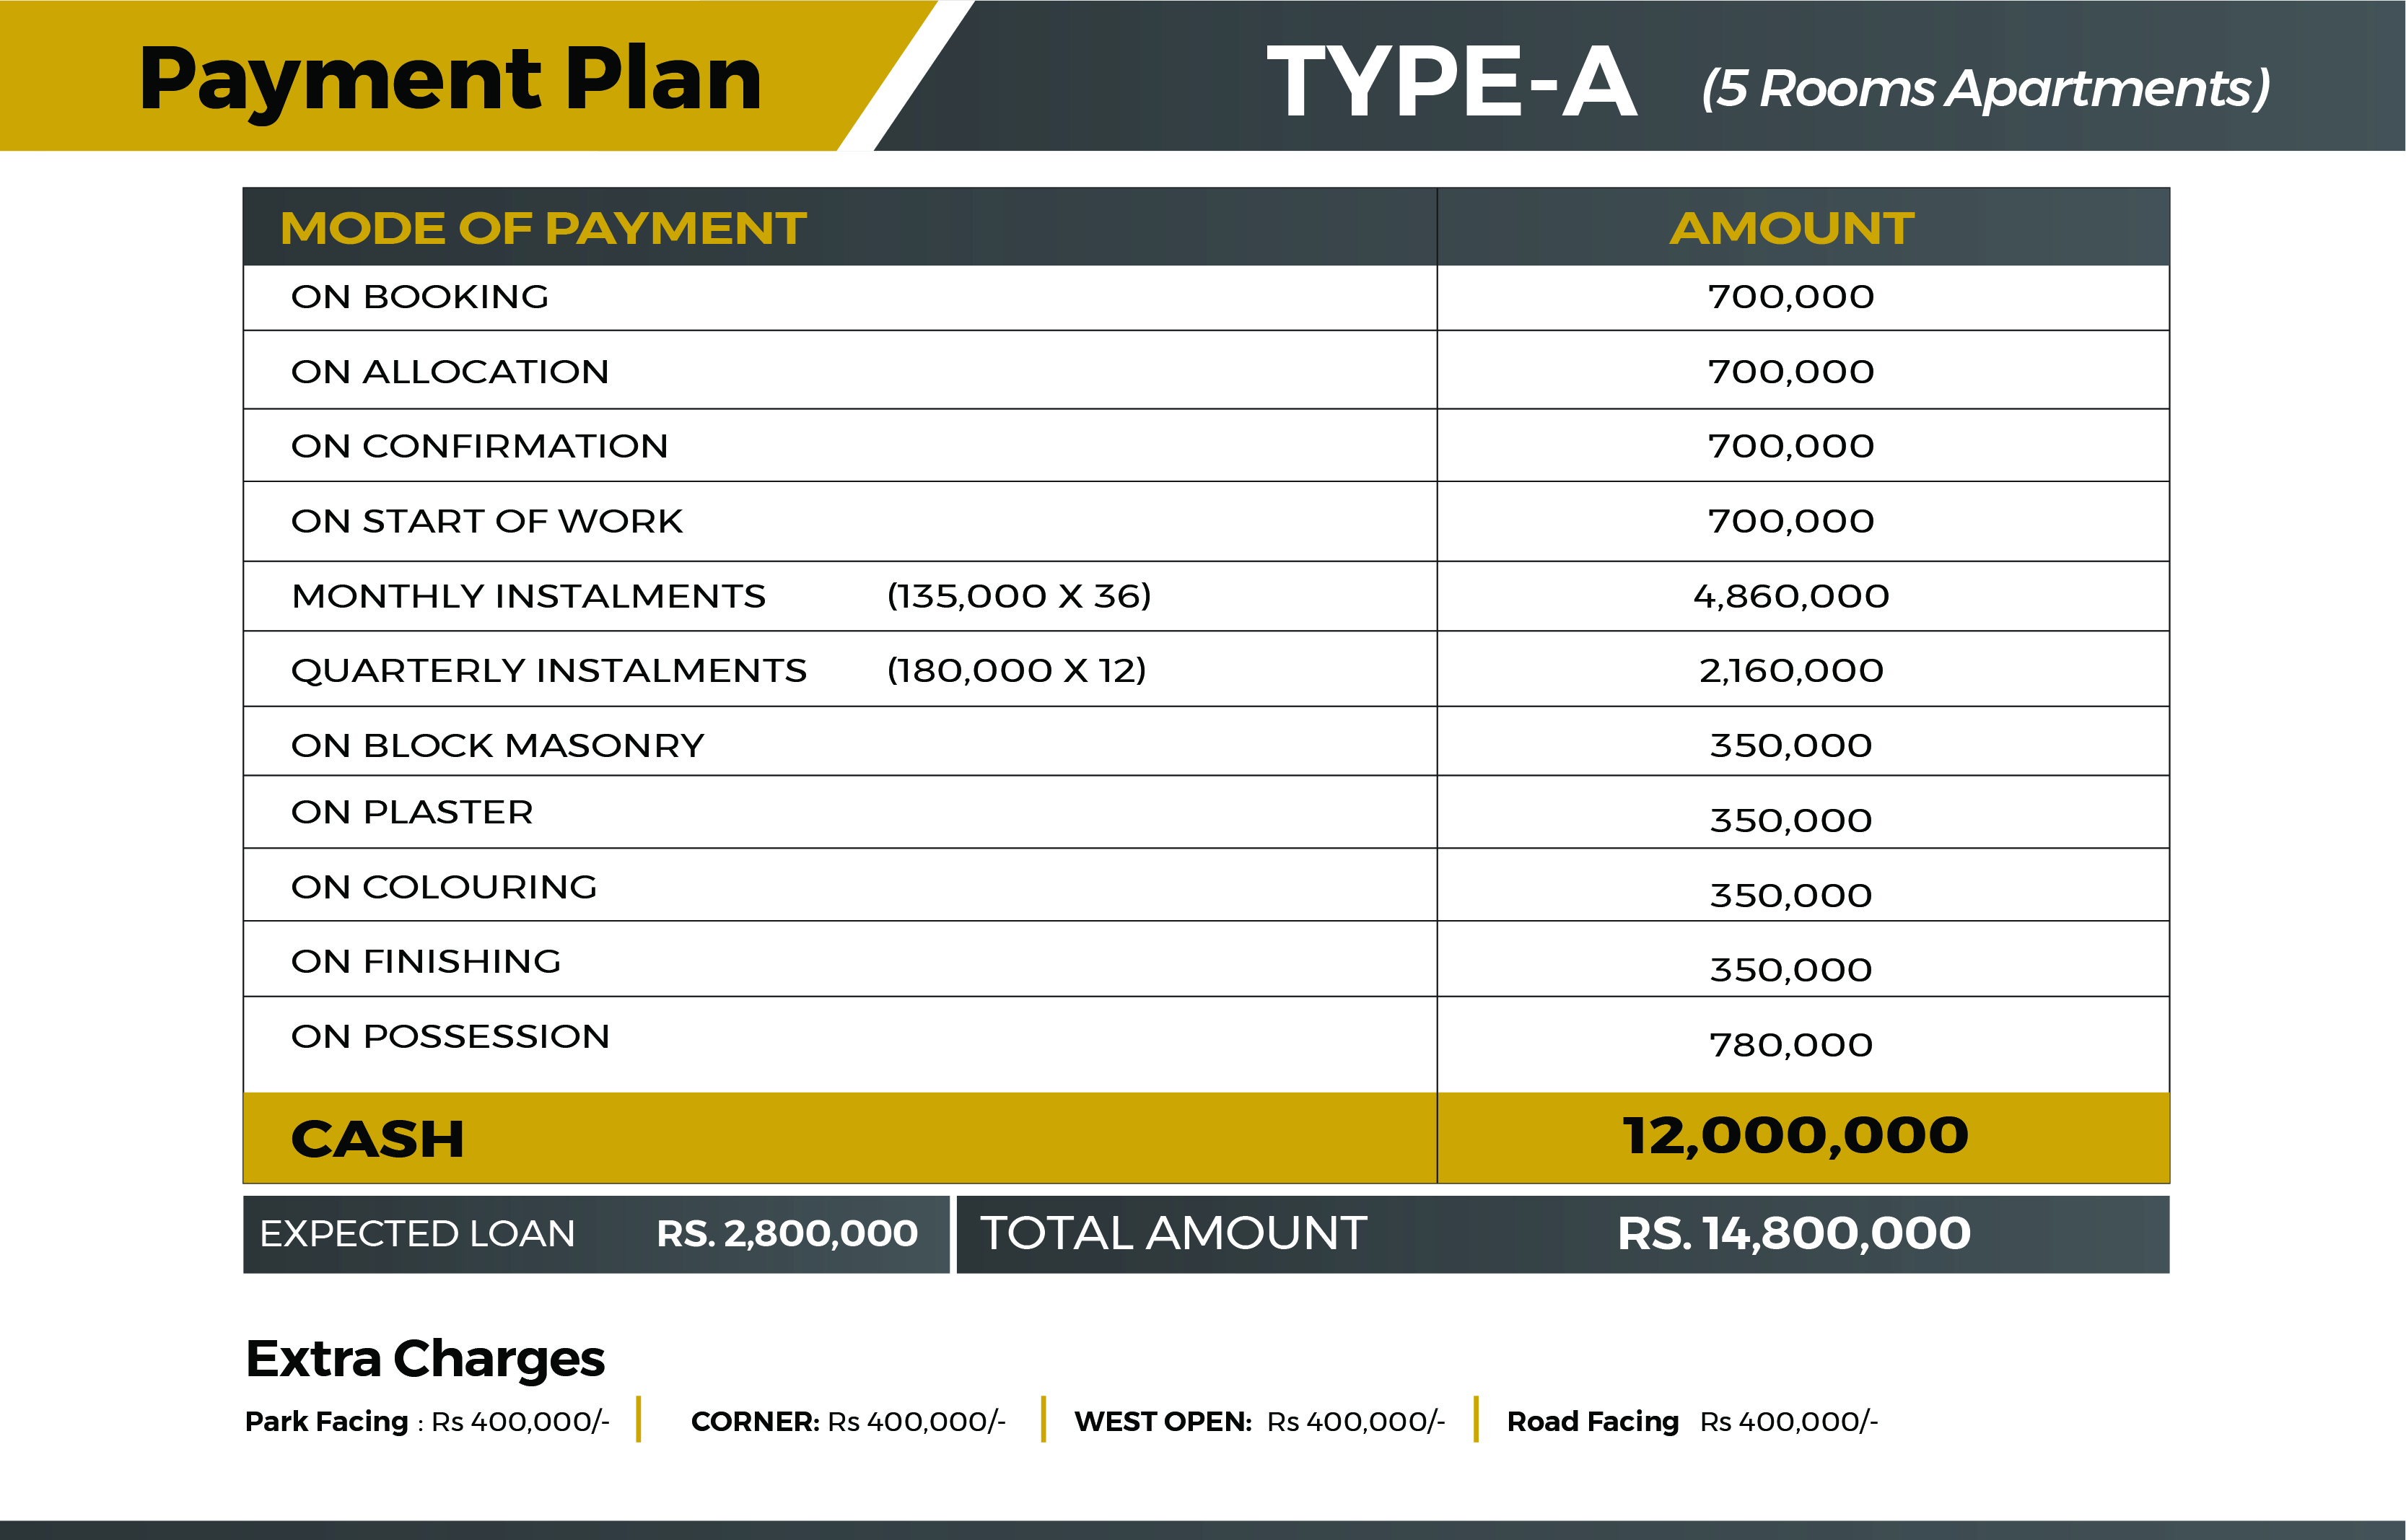 Payment Plan TYPE-A (5 Rooms Apartments)
MODE OF PAYMENT AMOUNT
ON BOOKING 700,000
ON ALLOCATION 700,000
ON CONFIRMATION 700,000
ON START OF WORK 700,000
MONTHLY INSTALMENTS (135,000 X 36) 4,860,000
QUARTERLY INSTALMENTS (180,000 X 12) 2,160,000
ON BLOCK MASONRY 350,000
ON PLASTER 350,000
ON COLOURING 350,000
ON FINISHING 350,000
ON POSSESSION 780,000
CASH 12,000,000
EXPECTED LOAN RS. 2,800,000 TOTAL AMOUNT RS. 14,800,000
Extra Charges
Park Facing : Rs 400,000/- CORNER: Rs 400,000/- WEST OPEN: Rs 400,000/- Road Facing Rs 400,000/-